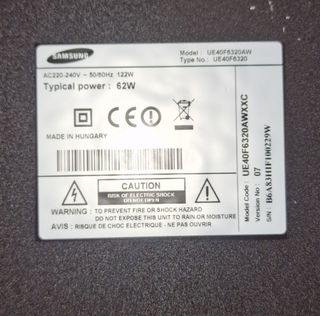 SAMSUNG
Model : UE40F6320AW
Type No.: UE40F6320
AC220-240V ~ 50/60Hz 122W
Typical power : 62W
MADE IN HUNGARY
CAUTION
RISK OF ELECTRIC SHOCK
DO NOT OPEN
WARNING : TO PREVENT FIRE OR SHOCK HAZARD
DO NOT EXPOSE THIS UNIT TO RAIN OR MOISTURE
AVIS : RISQUE DE CHOC ELECTRIQUE - NE PAS OUVRIR
Model Code : UE40F6320AWXXC
Version No : 07
S/N : B6A83H1F100229W